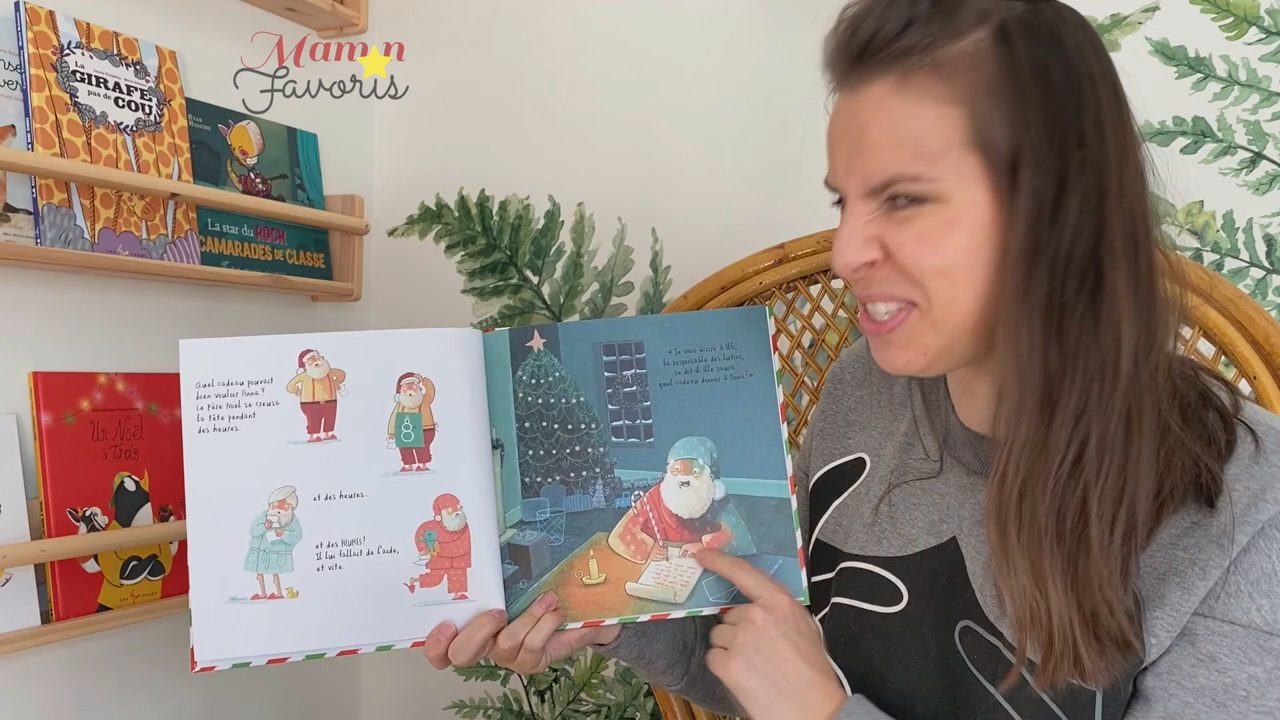 Maman
Favoris
La
GIRAFE
pas de
COU
RYAN
HIGGINS
La star du ROCK
CAMARADES DE CLASSE
Un Noël
à Trois
Quel cadeau pouvait
bien vouloir Anna ?
Le père Noël se creusa
la tête pendant
des heures...
et des heures...
et des HEURES !
Il lui fallait de l'aide,
et vite.
« Je vais écrire à Alfe,
la responsable des lutins,
se dit-il. Elle saura
quel cadeau donner à Anna ! »